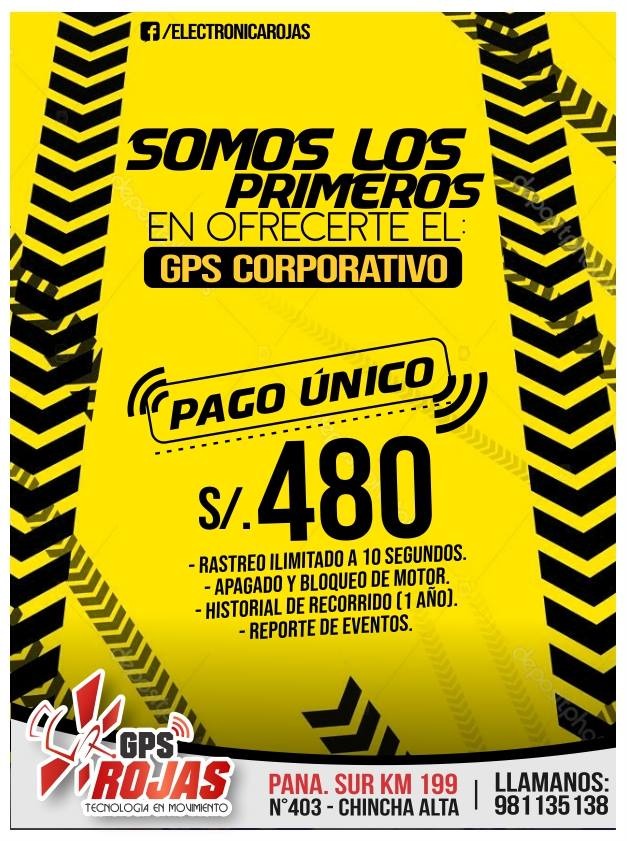 /ELECTRONICAROJAS
SOMOS LOS
PRIMEROS
EN OFRECERTE EL:
GPS CORPORATIVO
PAGO ÚNICO
S/.480
- RASTREO ILIMITADO A 10 SEGUNDOS.
- APAGADO Y BLOQUEO DE MOTOR.
- HISTORIAL DE RECORRIDO (1 AÑO).
- REPORTE DE EVENTOS.
GPS
ROJAS
TECNOLOGIA EN MOVIMIENTO
PANA. SUR KM 199
N°403 - CHINCHA ALTA
LLAMANOS:
981135138